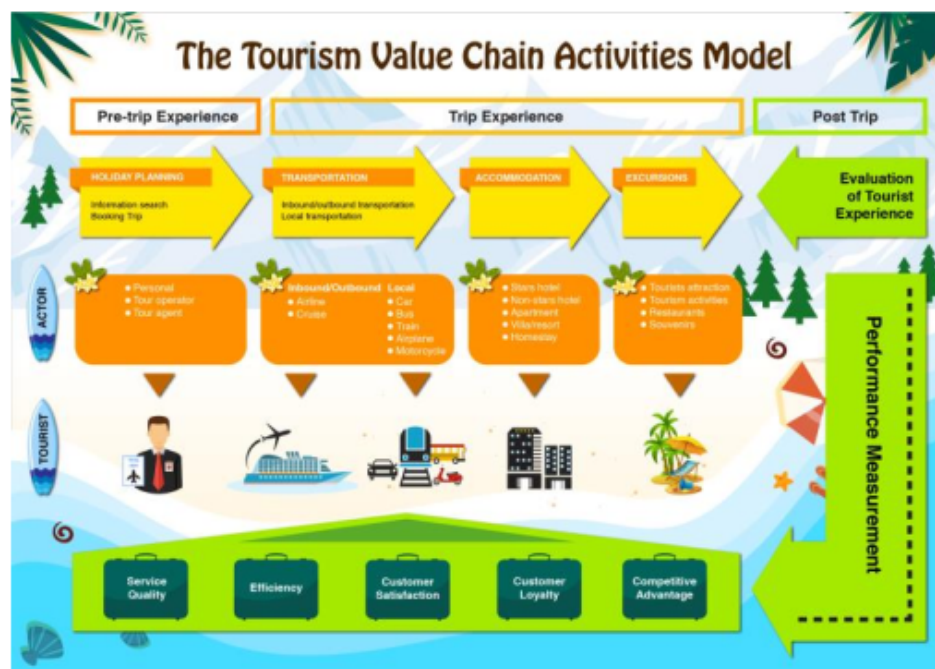 The Tourism Value Chain Activities Model
Pre-trip Experience
Trip Experience
Post Trip
HOLIDAY PLANNING
Information search
Booking Trip
TRANSPORTATION
Inbound/outbound transportation
Local transportation
ACCOMMODATION
EXCURSIONS
Evaluation
of Tourist
Experience
ACTOR
Personal
Tour operator
Tour agent
Inbound/Outbound
Airline
Cruise
Local
Car
Bus
Train
Airplane
Motorcycle
Stars hotel
Non-stars hotel
Apartment
Villa/resort
Homestay
Tourists attraction
Tourism activities
Restaurants
Souvenirs
Performance Measurement
TOURIST
Service
Quality
Efficiency
Customer
Satisfaction
Customer
Loyalty
Competitive
Advantage